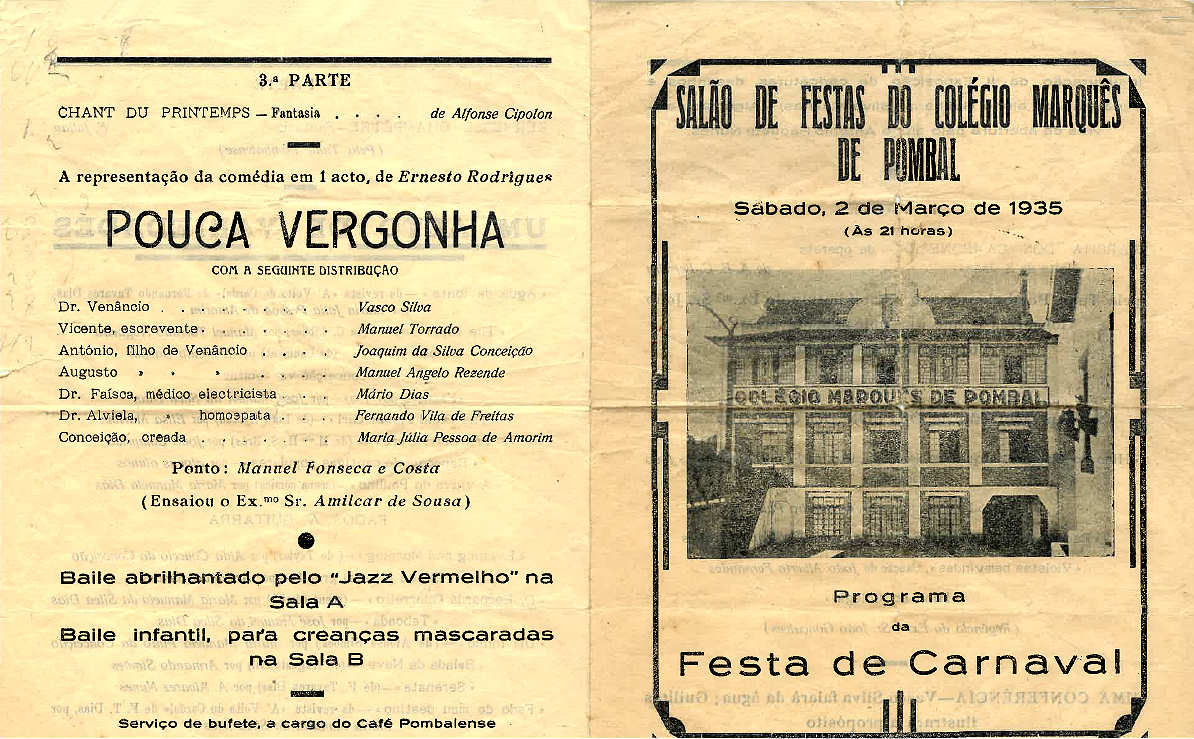 3.ª PARTE
CHANT DU PRINTEMPS — Fantasia . . . . de Alfonse Cipolon
A representação da comédia em 1 acto, de Ernesto Rodrigues
POUCA VERGONHA
COM A SEGUINTE DISTRIBUÇÃO
Dr. Venâncio . . . . . . . Vasco Silva
Vicente, escrevente . . . . . Manuel Torrado
António, filho de Venâncio . . . . Joaquim da Silva Conceição
Augusto » » » . . . . Manuel Angelo Rezende
Dr. Faísca, médico electricista . . . Mário Dias
Dr. Alviela, » homoepata . . . Fernando Vila de Freitas
Conceição, creada . . . . . . Maria Júlia Pessoa de Amorim
Ponto: Manuel Fonseca e Costa
(Ensaiou o Ex.mo Sr. Amilcar de Sousa)
Baile abrilhantado pelo "Jazz Vermelho" na
Sala A
Baile infantil, para creanças mascaradas
na Sala B
Serviço de bufete, a cargo do Café Pombalense
SALÃO DE FESTAS DO COLÉGIO MARQUÊS
DE POMBAL
Sábado, 2 de Março de 1935
(Às 21 horas)
COLÉGIO MARQUÊS DE POMBAL
Programa
da
Festa de Carnaval